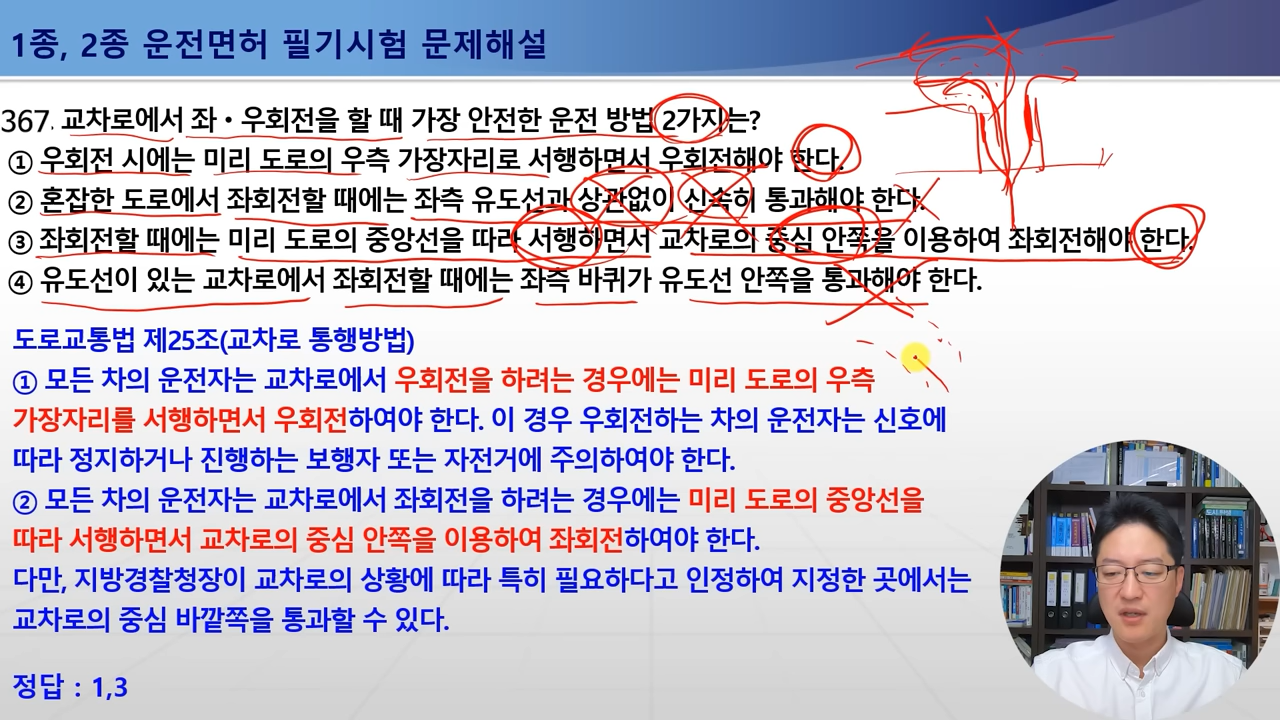 1종, 2종 운전면허 필기시험 문제해설
367. 교차로에서 좌·우회전을 할 때 가장 안전한 운전 방법 2가지는?
① 우회전 시에는 미리 도로의 우측 가장자리로 서행하면서 우회전해야 한다.
② 혼잡한 도로에서 좌회전할 때에는 좌측 유도선과 상관없이 신속히 통과해야 한다.
③ 좌회전할 때에는 미리 도로의 중앙선을 따라 서행하면서 교차로의 중심 안쪽을 이용하여 좌회전해야 한다.
④ 유도선이 있는 교차로에서 좌회전할 때에는 좌측 바퀴가 유도선 안쪽을 통과해야 한다.
도로교통법 제25조(교차로 통행방법)
① 모든 차의 운전자는 교차로에서 우회전을 하려는 경우에는 미리 도로의 우측
가장자리를 서행하면서 우회전하여야 한다. 이 경우 우회전하는 차의 운전자는 신호에
따라 정지하거나 진행하는 보행자 또는 자전거에 주의하여야 한다.
② 모든 차의 운전자는 교차로에서 좌회전을 하려는 경우에는 미리 도로의 중앙선을
따라 서행하면서 교차로의 중심 안쪽을 이용하여 좌회전하여야 한다.
다만, 지방경찰청장이 교차로의 상황에 따라 특히 필요하다고 인정하여 지정한 곳에서는
교차로의 중심 바깥쪽을 통과할 수 있다.
정답 : 1,3